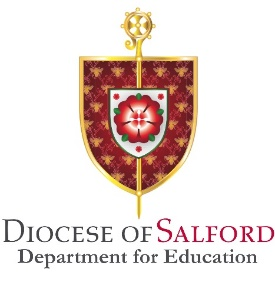 DIOCESE OF SALFORD
Department for Education